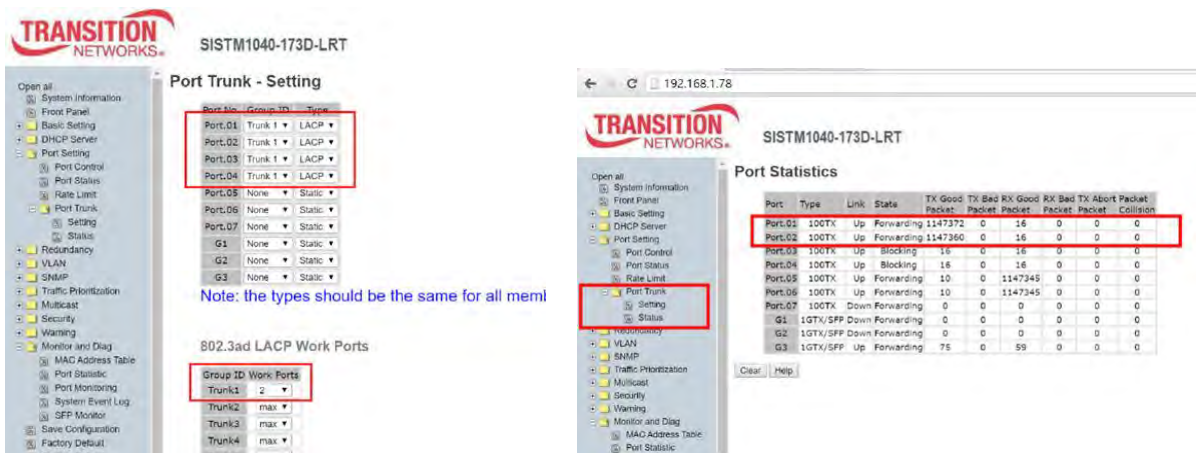 TRANSITION
NETWORKS®
SISTM1040-173D-LRT
Open all
System Information
Front Panel
Basic Setting
DHCP Server
Port Setting
Port Control
Port Status
Rate Limit
Port Trunk
Setting
Status
Redundancy
VLAN
SNMP
Traffic Prioritization
Multicast
Security
Warning
Monitor and Diag
MAC Address Table
Port Statistic
Port Monitoring
System Event Log
SFP Monitor
Save Configuration
Factory Default
Port Trunk - Setting
Port No Group ID Type
Port.01 Trunk 1 LACP
Port.02 Trunk 1 LACP
Port.03 Trunk 1 LACP
Port.04 Trunk 1 LACP
Port.05 None Static
Port.06 None Static
Port.07 None Static
G1 None Static
G2 None Static
G3 None Static
Note: the types should be the same for all meml
802.3ad LACP Work Ports
Group ID Work Ports
Trunk1 2
Trunk2 max
Trunk3 max
Trunk4 max
192.168.1.78
TRANSITION
NETWORKS®
SISTM1040-173D-LRT
Open all
System Information
Front Panel
Basic Setting
DHCP Server
Port Setting
Port Control
Port Status
Rate Limit
Port Trunk
Setting
Status
Redundancy
VLAN
SNMP
Traffic Prioritization
Multicast
Security
Warning
Monitor and Diag
MAC Address Table
Port Statistic
Port Statistics
Port Type Link State TX Good Packet TX Bad Packet RX Good Packet RX Bad Packet TX Abort Packet Packet Collision
Port.01 100TX Up Forwarding 1147372 0 16 0 0 0
Port.02 100TX Up Forwarding 1147360 0 16 0 0 0
Port.03 100TX Up Blocking 16 0 16 0 0 0
Port.04 100TX Up Blocking 16 0 16 0 0 0
Port.05 100TX Up Forwarding 10 0 1147345 0 0 0
Port.06 100TX Up Forwarding 10 0 1147345 0 0 0
Port.07 100TX Down Forwarding 0 0 0 0 0 0
G1 1GTX/SFP Down Forwarding 0 0 0 0 0 0
G2 1GTX/SFP Down Forwarding 0 0 0 0 0 0
G3 1GTX/SFP Up Forwarding 75 0 59 0 0 0
Clear Help